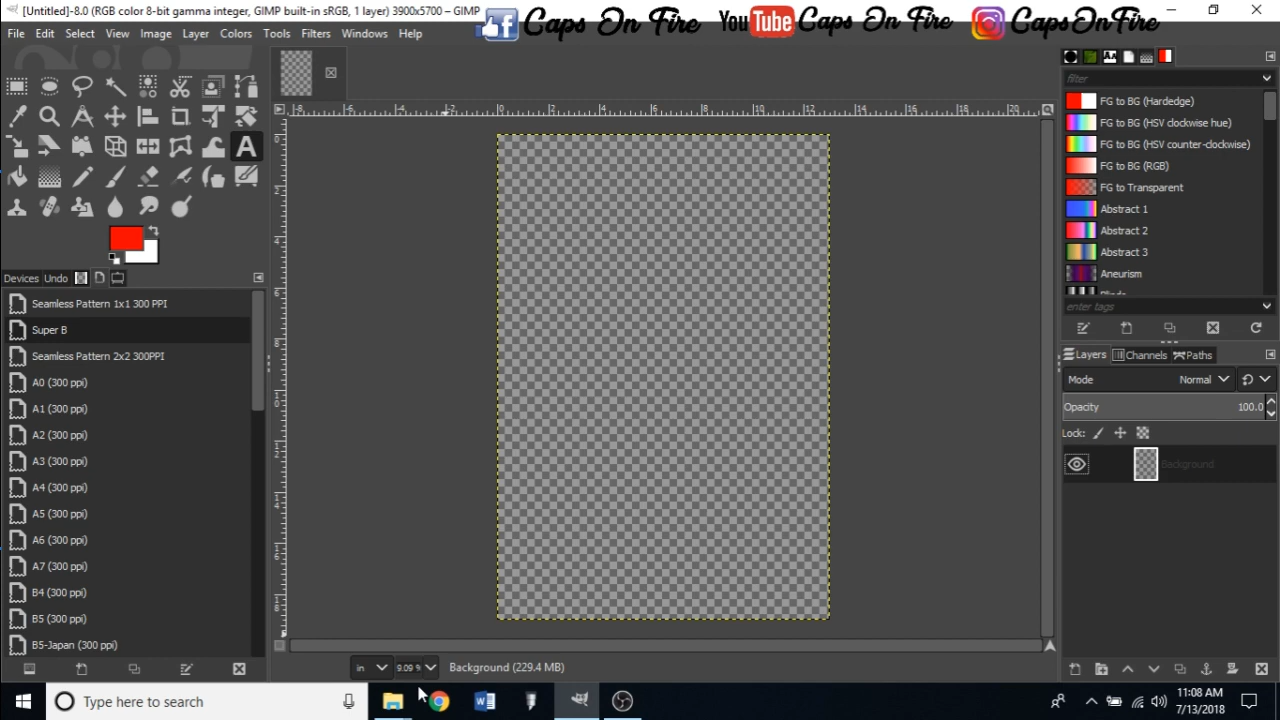 [Untitled]-8.0 (RGB color 8-bit gamma integer, GIMP built-in sRGB, 1 layer) 3900x5700 – GIMP
Caps On Fire YouTube Caps On Fire CapsOnFire
File Edit Select View Image Layer Colors Tools Filters Windows Help
filter
FG to BG (Hardedge)
FG to BG (HSV clockwise hue)
FG to BG (HSV counter-clockwise)
FG to BG (RGB)
FG to Transparent
Abstract 1
Abstract 2
Abstract 3
Aneurism
enter tags
Devices Undo
Seamless Pattern 1x1 300 PPI
Super B
Seamless Pattern 2x2 300PPI
A0 (300 ppi)
A1 (300 ppi)
A2 (300 ppi)
A3 (300 ppi)
A4 (300 ppi)
A5 (300 ppi)
A6 (300 ppi)
A7 (300 ppi)
B4 (300 ppi)
B5 (300 ppi)
B5-Japan (300 ppi)
Layers Channels Paths
Mode Normal
Opacity 100.0
Lock:
Background
in 9.09 % Background (229.4 MB)
Type here to search
11:08 AM
7/13/2018